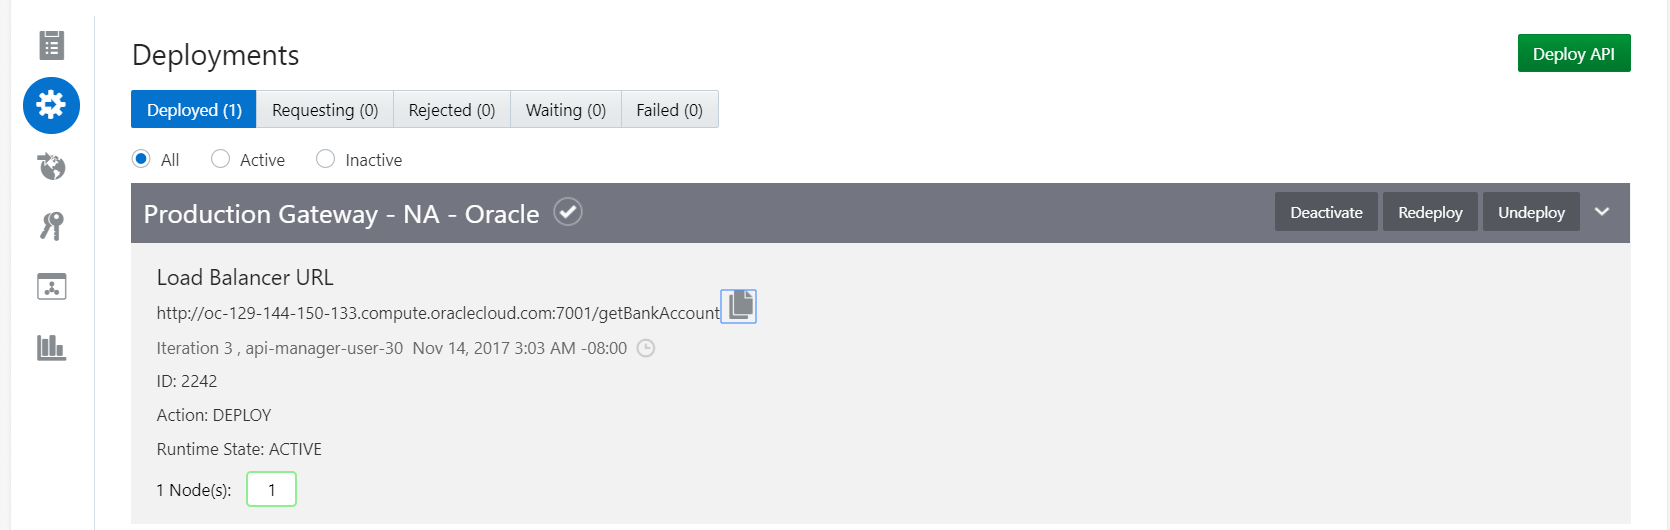 Deployments
Deploy API
Deployed (1) Requesting (0) Rejected (0) Waiting (0) Failed (0)
All Active Inactive
Production Gateway - NA - Oracle Deactivate Redeploy Undeploy
Load Balancer URL
http://oc-129-144-150-133.compute.oraclecloud.com:7001/getBankAccount
Iteration 3 , api-manager-user-30 Nov 14, 2017 3:03 AM -08:00
ID: 2242
Action: DEPLOY
Runtime State: ACTIVE
1 Node(s): 1